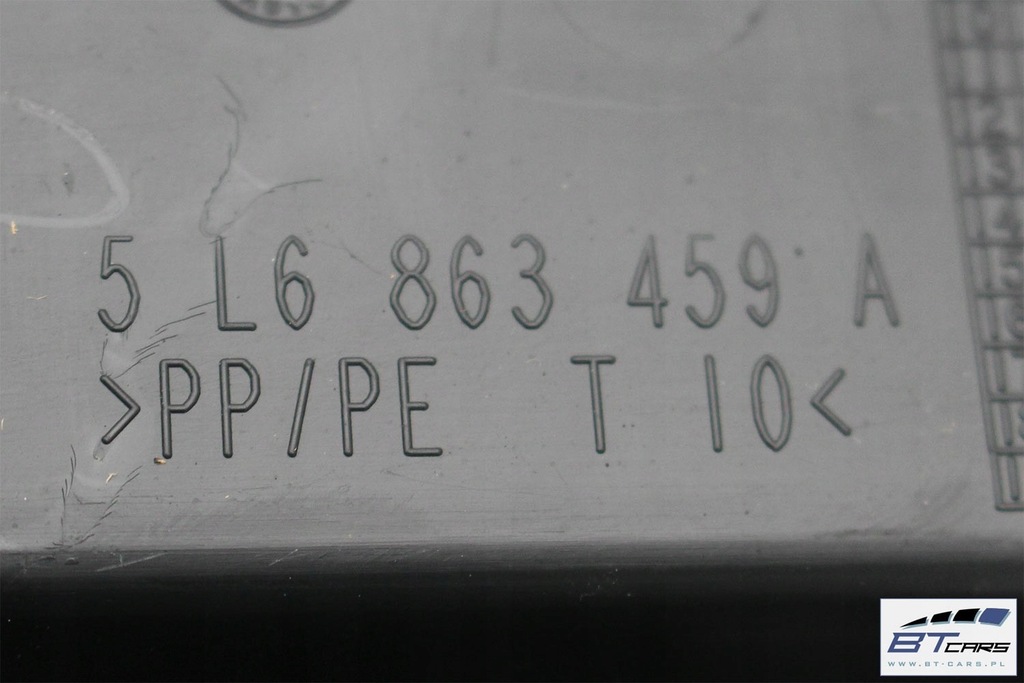 5 L6 863 459 A
>PP/PE T 10<
BT CARS
WWW.BT-CARS.PL